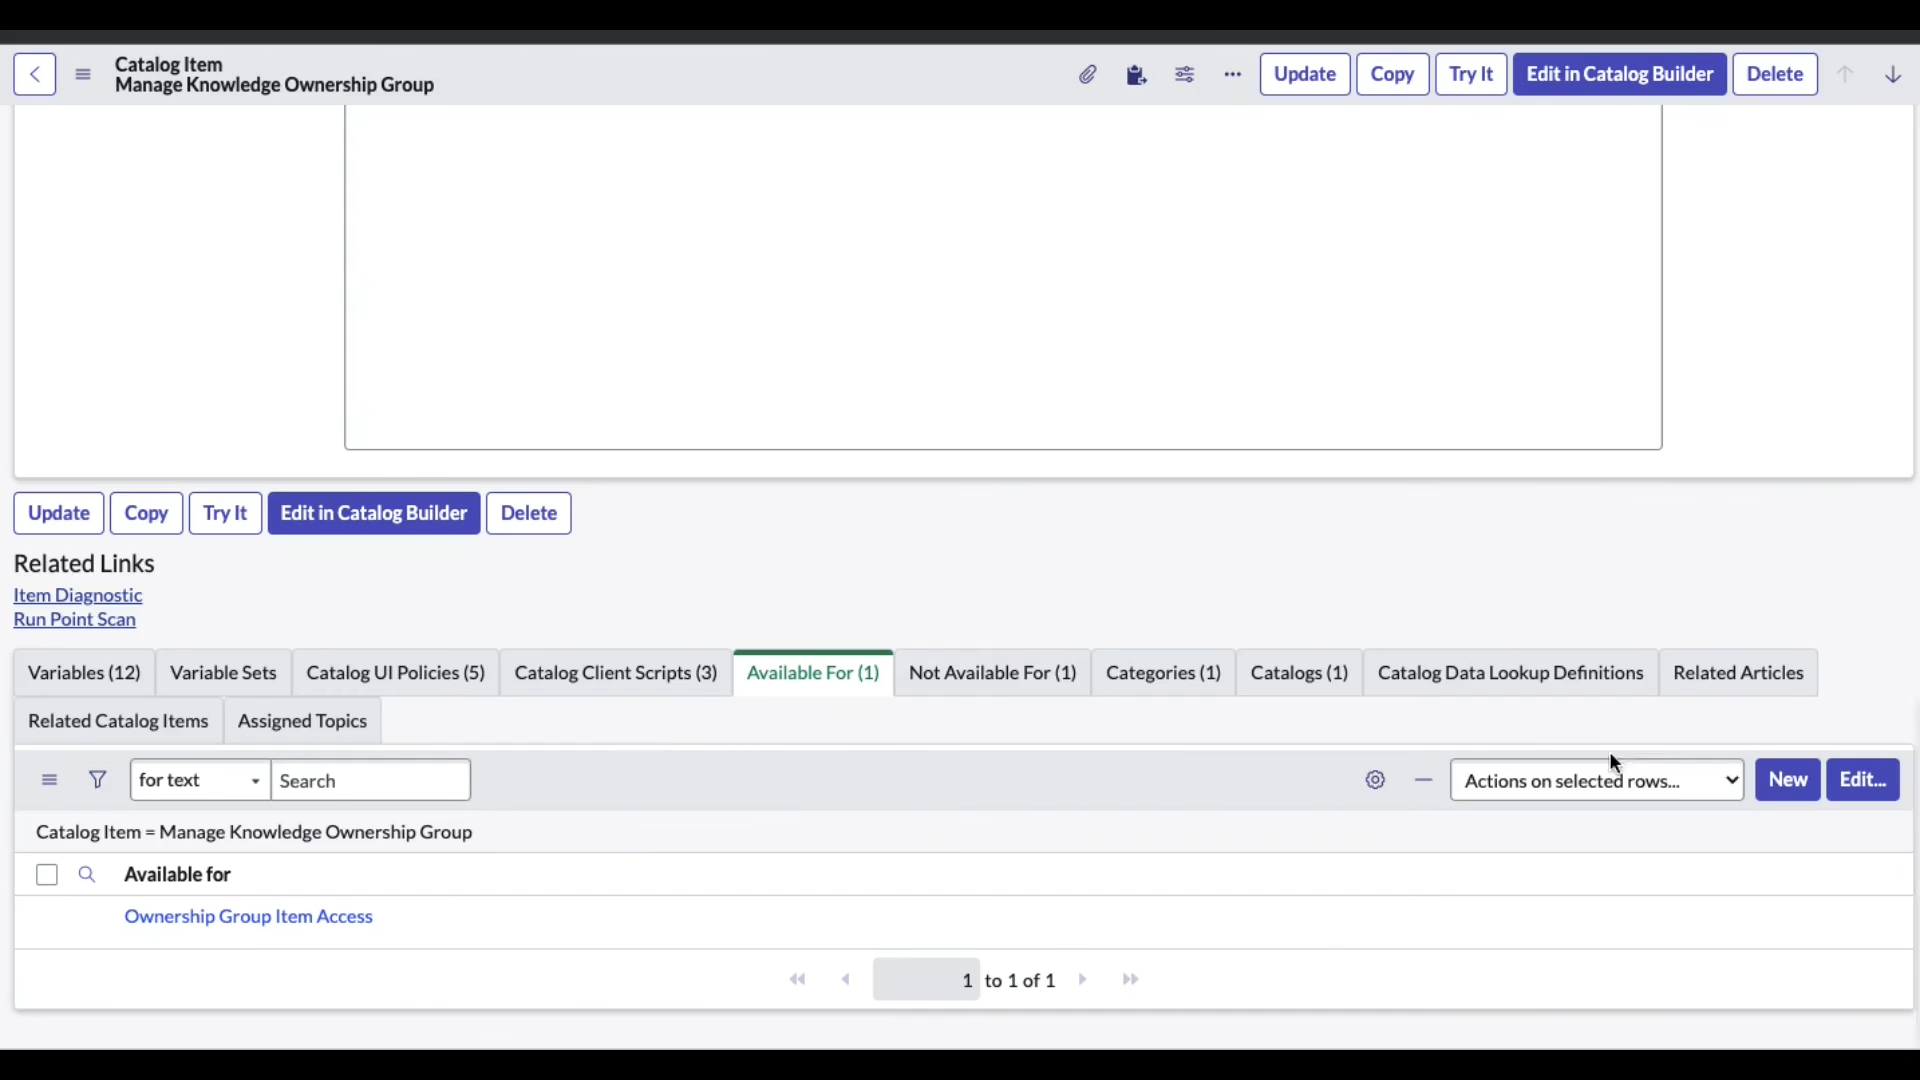 Catalog Item
Manage Knowledge Ownership Group
Update Copy Try It Edit in Catalog Builder Delete
Update Copy Try It Edit in Catalog Builder Delete
Related Links
Item Diagnostic
Run Point Scan
Variables (12) Variable Sets Catalog UI Policies (5) Catalog Client Scripts (3) Available For (1) Not Available For (1) Categories (1) Catalogs (1) Catalog Data Lookup Definitions Related Articles
Related Catalog Items Assigned Topics
for text Search Actions on selected rows... New Edit...
Catalog Item = Manage Knowledge Ownership Group
Available for
Ownership Group Item Access
1 to 1 of 1